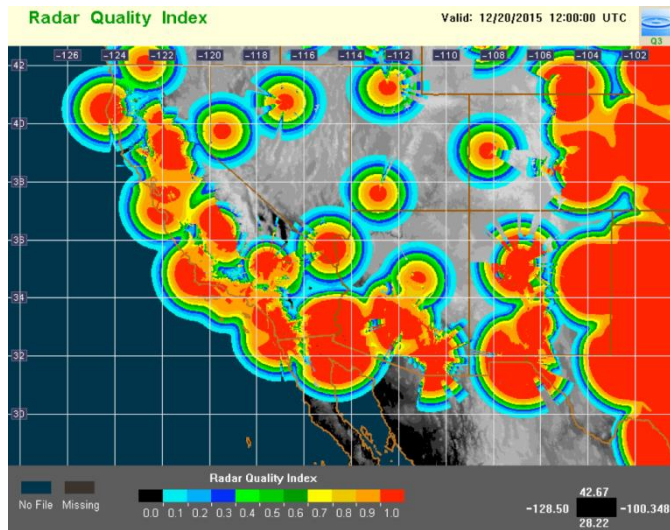 Radar Quality Index
Valid: 12/20/2015 12:00:00 UTC
Q3
-126 -124 -122 -120 -118 -116 -114 -112 -110 -108 -106 -104 -102
42
40
38
36
34
32
30
Radar Quality Index
No File Missing
0.0 0.1 0.2 0.3 0.4 0.5 0.6 0.7 0.8 0.9 1.0
42.67
-128.50 -100.348
28.22